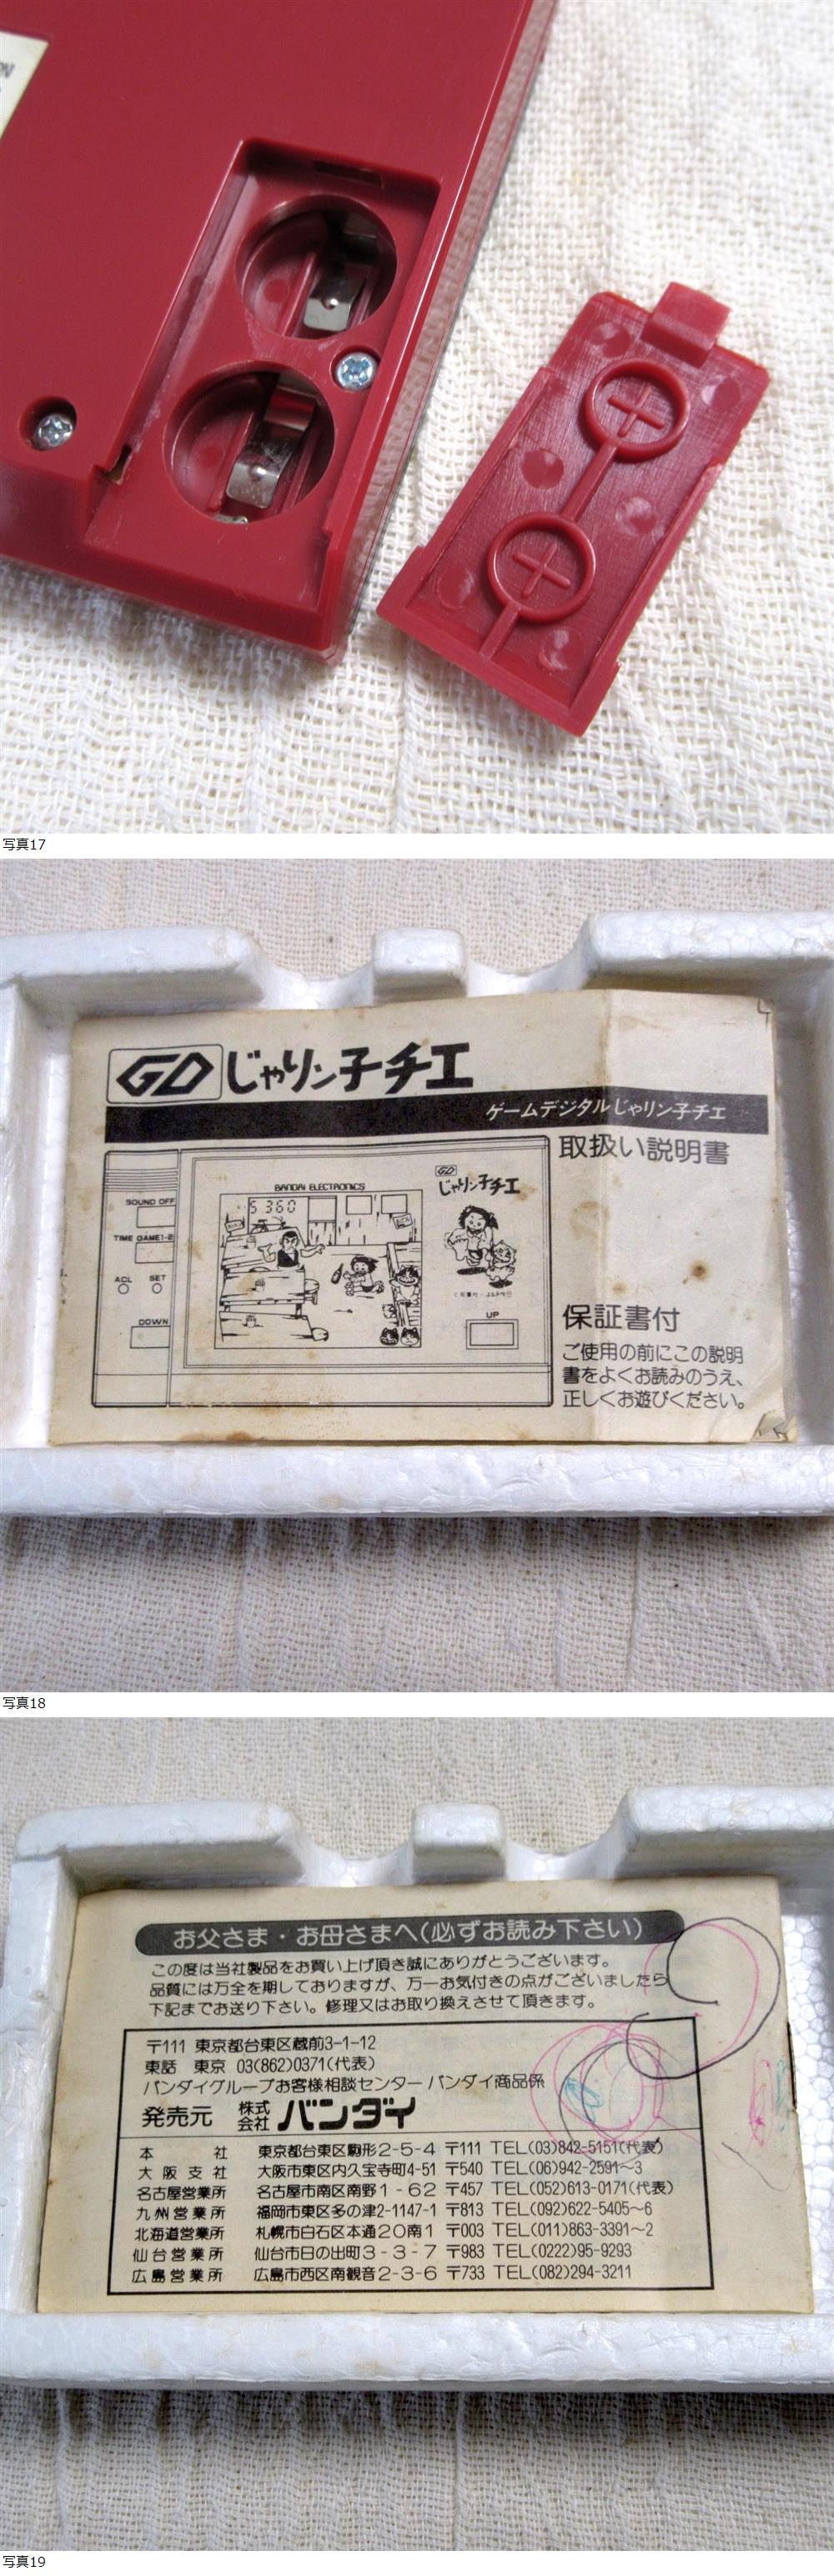 写真17
GD じゃリン子チエ
ゲームデジタルじゃリン子チエ
取扱い説明書
BANDAI ELECTRONICS
GD
じゃリン子チエ
SOUND OFF
TIME GAME1-2
ACL SET
DOWN
UP
保証書付
ご使用の前にこの説明
書をよくお読みのうえ、
正しくお遊びください。
写真18
お父さま・お母さまへ(必ずお読み下さい)
この度は当社製品をお買い上げ頂き誠にありがとうございます。
品質には万全を期しておりますが、万一お気付きの点がございましたら
下記までお送り下さい。修理又はお取り換えさせて頂きます。
〒111 東京都台東区蔵前3-1-12
東話 東京 03(862)0371(代表)
バンダイグループお客様相談センター バンダイ商品係
発売元 株式会社 バンダイ
本社 東京都台東区駒形2-5-4 〒111 TEL(03)842-5151(代表)
大阪支社 大阪市東区内久宝寺町4-51 〒540 TEL(06)942-2591~3
名古屋営業所 名古屋市南区南野1-62 〒457 TEL(052)613-0171(代表)
九州営業所 福岡市東区多の津2-1147-1 〒813 TEL(092)622-5405~6
北海道営業所 札幌市白石区本通20南1 〒003 TEL(011)863-3391~2
仙台営業所 仙台市日の出町3-3-7 〒983 TEL(0222)95-9293
広島営業所 広島市西区南観音2-3-6 〒733 TEL(082)294-3211
写真19